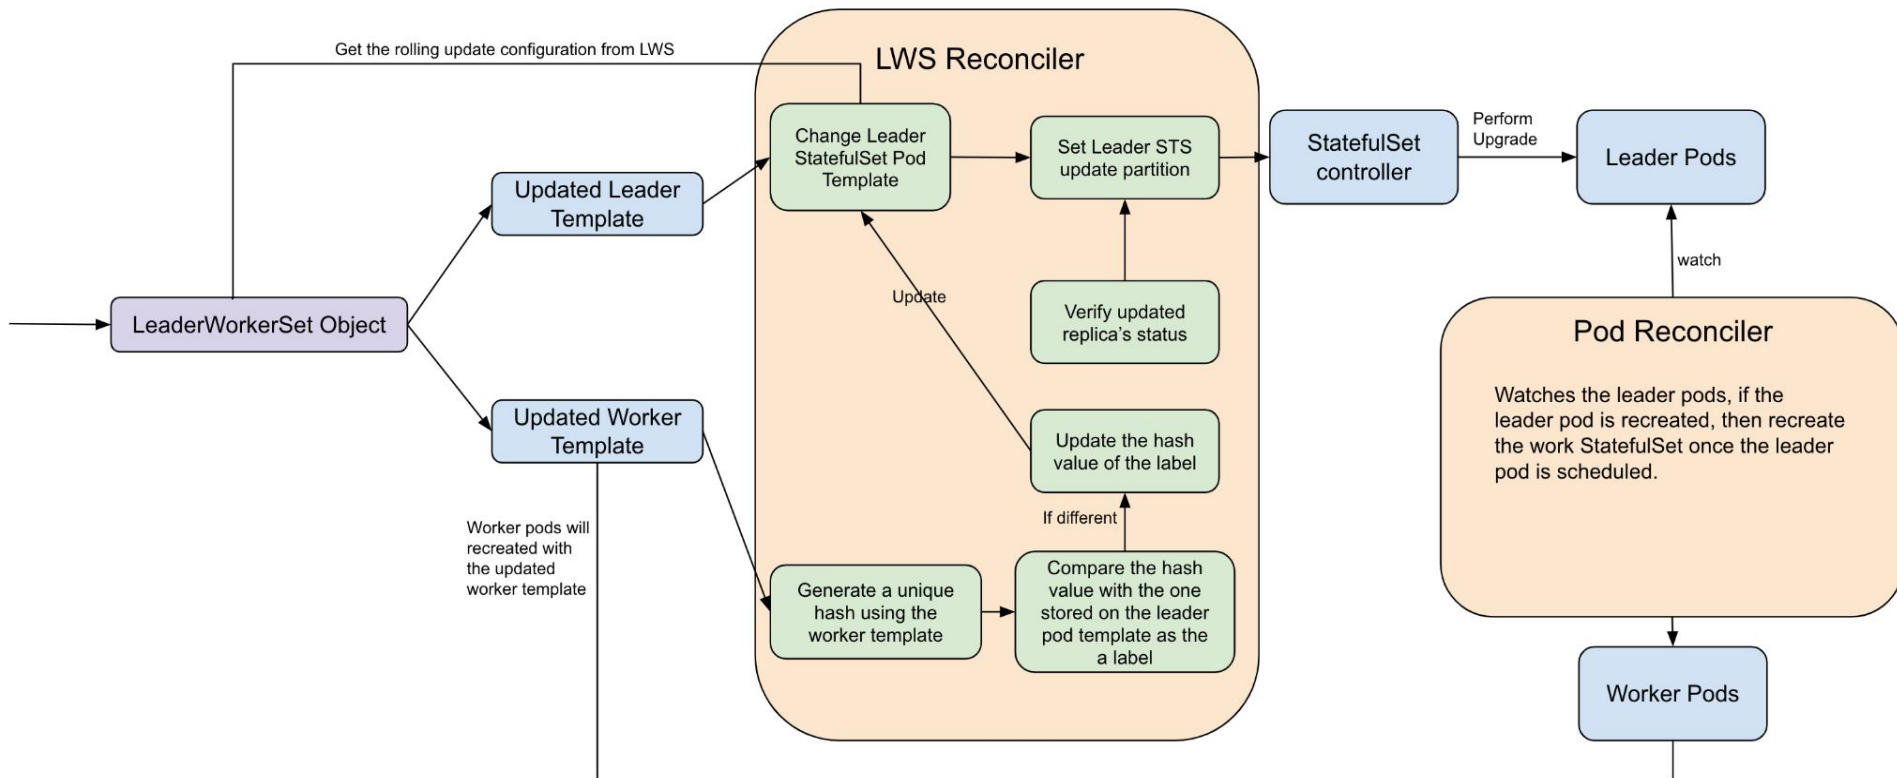 Get the rolling update configuration from LWS
LWS Reconciler
Change Leader
StatefulSet Pod
Template
Set Leader STS
update partition
StatefulSet
controller
Perform
Upgrade
Leader Pods
Updated Leader
Template
watch
Update
Verify updated
replica's status
LeaderWorkerSet Object
Pod Reconciler
Watches the leader pods, if the
leader pod is recreated, then recreate
the work StatefulSet once the leader
pod is scheduled.
Updated Worker
Template
Update the hash
value of the label
If different
Worker pods will
recreated with
the updated
worker template
Generate a unique
hash using the
worker template
Compare the hash
value with the one
stored on the leader
pod template as the
a label
Worker Pods